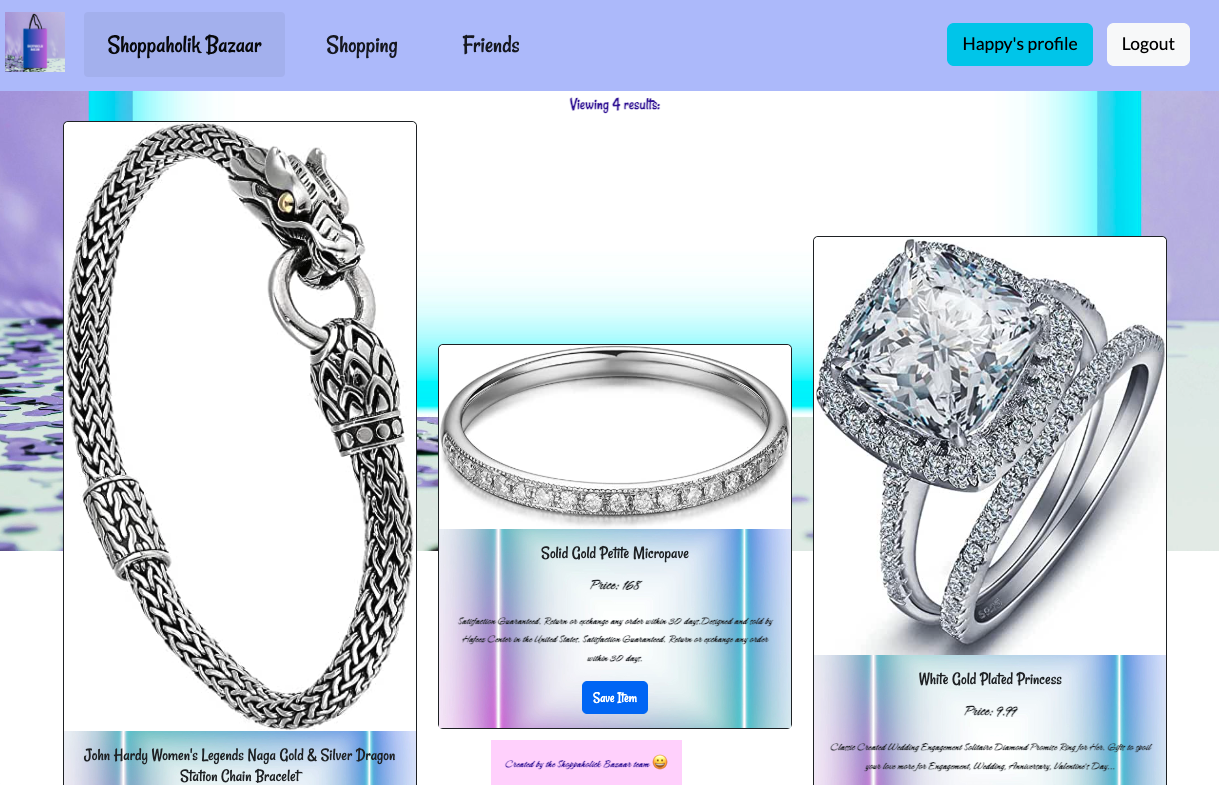 Shoppaholik Bazaar
Shopping
Friends
Happy's profile
Logout
Viewing 4 results:
John Hardy Women's Legends Naga Gold & Silver Dragon
Station Chain Bracelet
Solid Gold Petite Micropave
Price: 168
Satisfaction Guaranteed. Return or exchange any order within 30 days.Designed and sold by
Hafeez Center in the United States. Satisfaction Guaranteed. Return or exchange any order
within 30 days.
Save Item
White Gold Plated Princess
Price: 9.99
Classic Created Wedding Engagement Solitaire Diamond Promise Ring for Her. Gifts to spoil
your love more for Engagement, Wedding, Anniversary, Valentine's Day...
Created by the Shoppaholick Bazaar team 😀